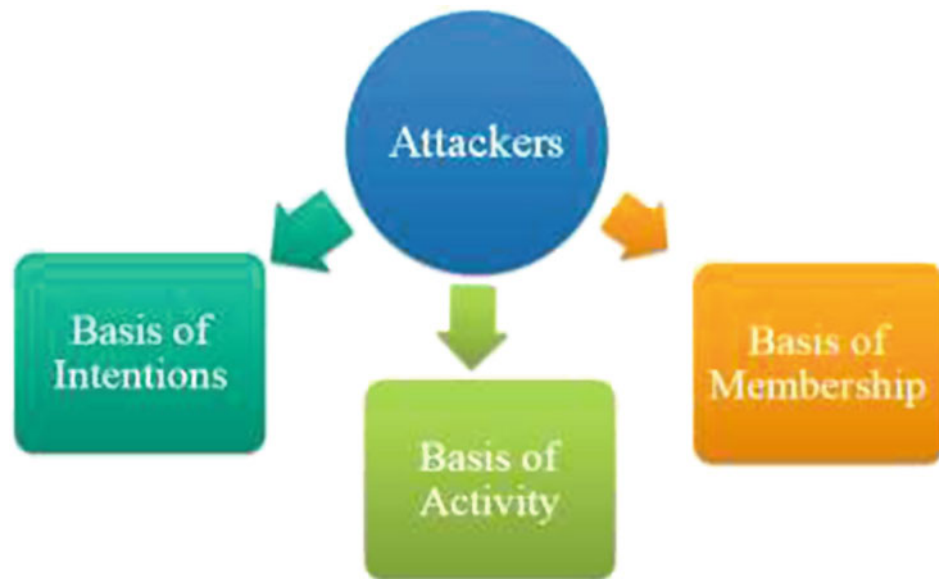 Attackers
Basis of
Intentions
Basis of
Activity
Basis of
Membership